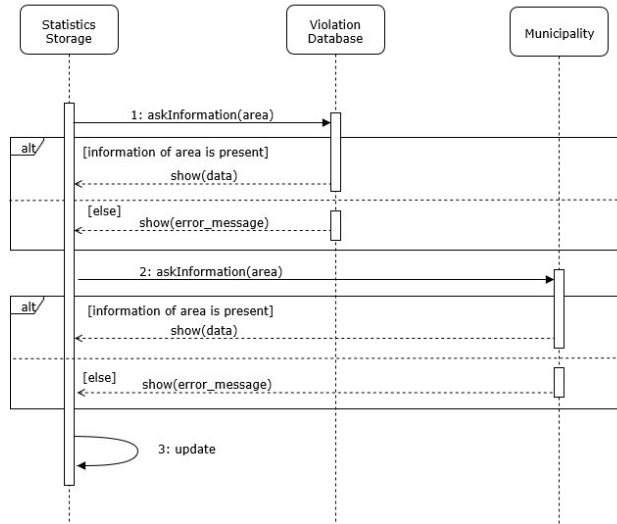 Statistics
Storage
Violation
Database
Municipality
1: askInformation(area)
alt
[information of area is present]
show(data)
[else]
show(error_message)
2: askInformation(area)
alt
[information of area is present]
show(data)
[else]
show(error_message)
3: update